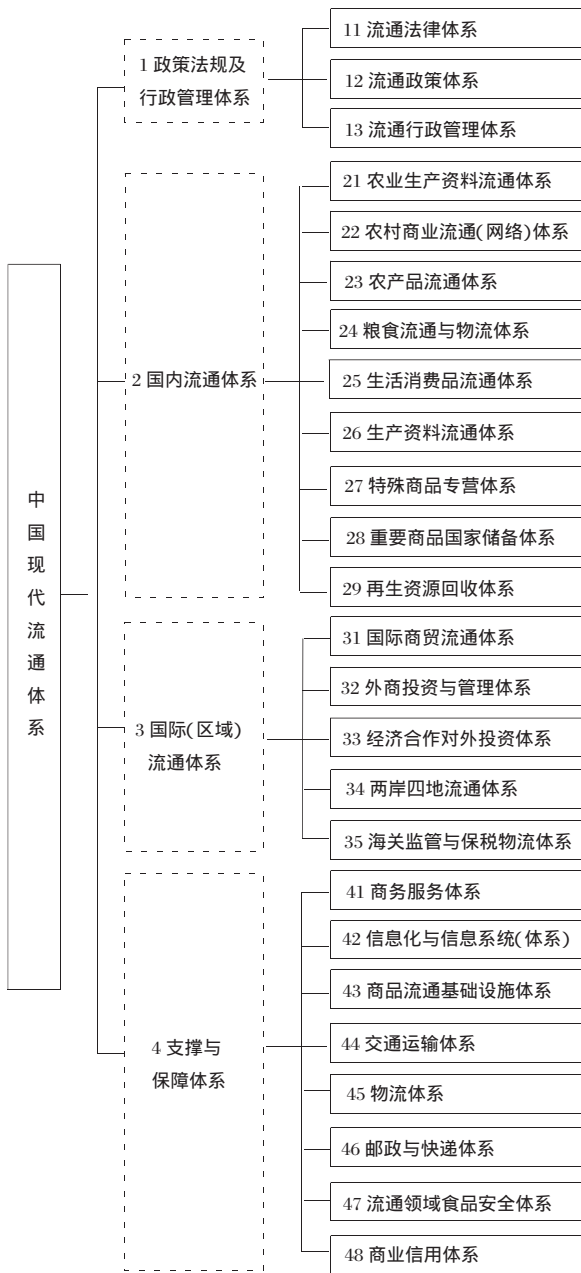 中国现代流通体系
1 政策法规及
行政管理体系
11 流通法律体系
12 流通政策体系
13 流通行政管理体系
2 国内流通体系
21 农业生产资料流通体系
22 农村商业流通(网络)体系
23 农产品流通体系
24 粮食流通与物流体系
25 生活消费品流通体系
26 生产资料流通体系
27 特殊商品专营体系
28 重要商品国家储备体系
29 再生资源回收体系
3 国际(区域)
流通体系
31 国际商贸流通体系
32 外商投资与管理体系
33 经济合作对外投资体系
34 两岸四地流通体系
35 海关监管与保税物流体系
4 支撑与
保障体系
41 商务服务体系
42 信息化与信息系统(体系)
43 商品流通基础设施体系
44 交通运输体系
45 物流体系
46 邮政与快递体系
47 流通领域食品安全体系
48 商业信用体系